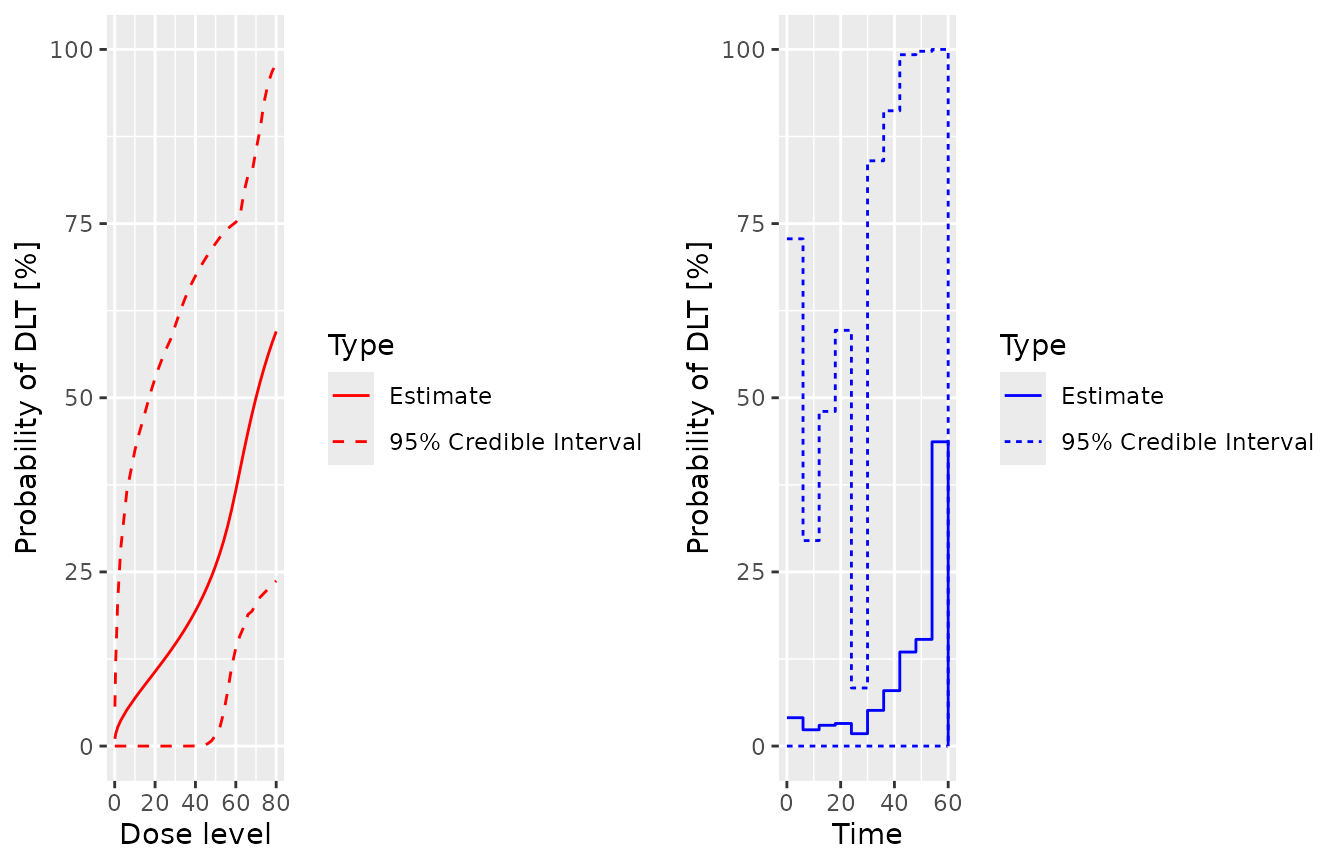 Probability of DLT [%]
100
75
50
25
0
0 20 40 60 80
Dose level
Type
Estimate
95% Credible Interval
Probability of DLT [%]
100
75
50
25
0
0 20 40 60
Time
Type
Estimate
95% Credible Interval